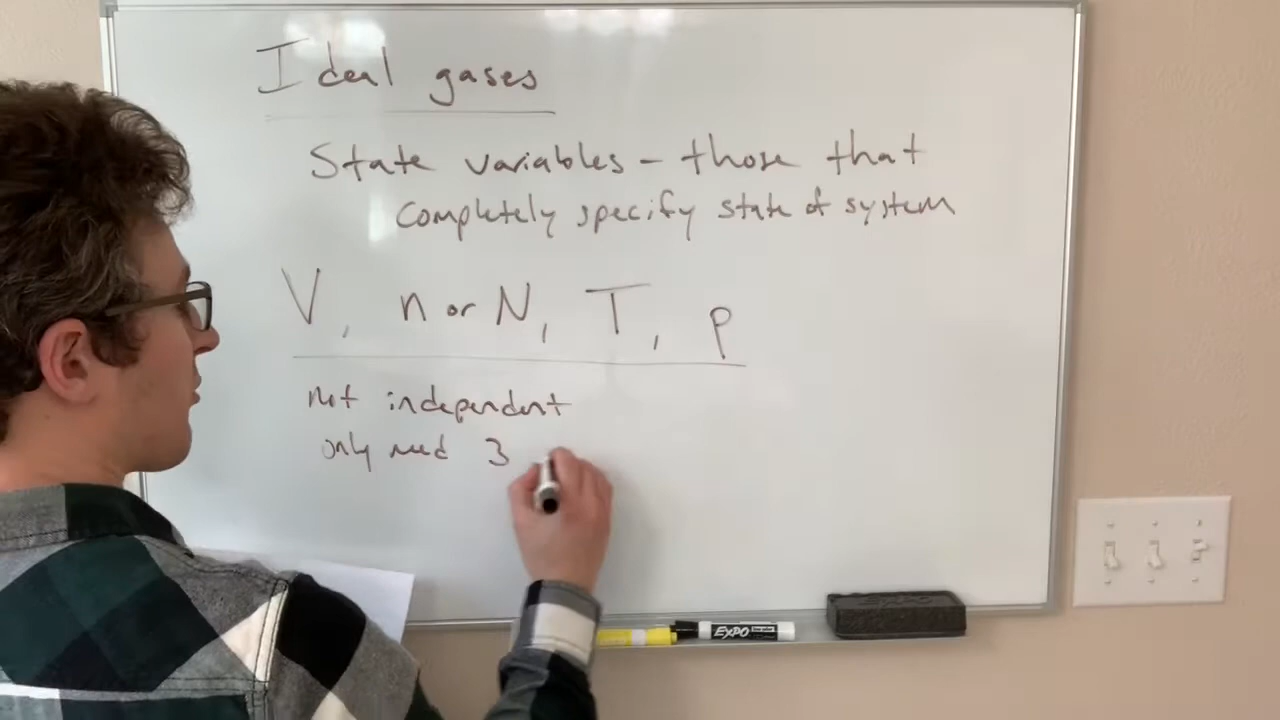 Ideal gases
State variables - those that
completely specify state of system
V, n or N, T, p
not independent
only need 3
EXPO